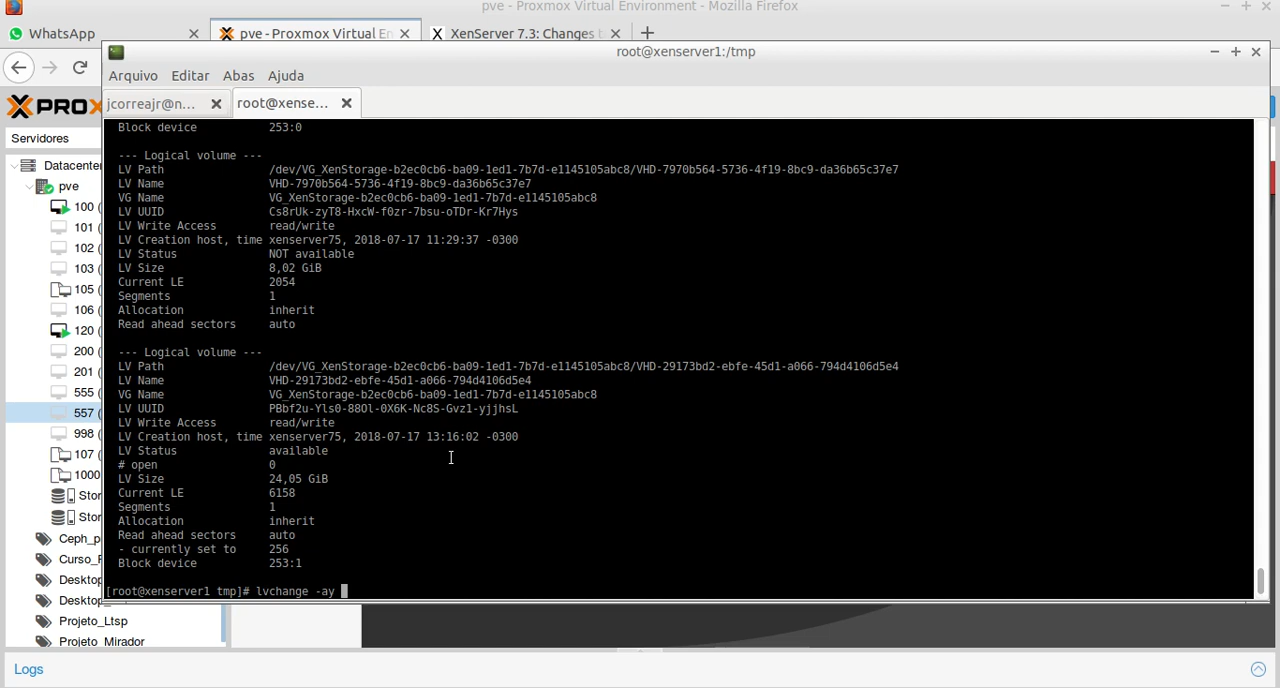 pve - Proxmox Virtual Environment - Mozilla Firefox
WhatsApp
pve - Proxmox Virtual En
XenServer 7.3: Changes t
root@xenserver1:/tmp
Arquivo Editar Abas Ajuda
PROX
jcorreajr@n...
root@xense...
Servidores
Datacenter
pve
100 (
101 (
102 (
103 (
105 (
106 (
120 (
200 (
201 (
555 (
557 (
998 (
107 (
1000
Stor
Stor
Ceph_p
Curso_F
Desktop
Desktop_
Projeto_Ltsp
Projeto_Mirador
Block device 253:0
--- Logical volume ---
LV Path /dev/VG_XenStorage-b2ec0cb6-ba09-1ed1-7b7d-e1145105abc8/VHD-7970b564-5736-4f19-8bc9-da36b65c37e7
LV Name VHD-7970b564-5736-4f19-8bc9-da36b65c37e7
VG Name VG_XenStorage-b2ec0cb6-ba09-1ed1-7b7d-e1145105abc8
LV UUID Cs8rUk-zyT8-HxcW-f0zr-7bsu-oTDr-Kr7Hys
LV Write Access read/write
LV Creation host, time xenserver75, 2018-07-17 11:29:37 -0300
LV Status NOT available
LV Size 8,02 GiB
Current LE 2054
Segments 1
Allocation inherit
Read ahead sectors auto
--- Logical volume ---
LV Path /dev/VG_XenStorage-b2ec0cb6-ba09-1ed1-7b7d-e1145105abc8/VHD-29173bd2-ebfe-45d1-a066-794d4106d5e4
LV Name VHD-29173bd2-ebfe-45d1-a066-794d4106d5e4
VG Name VG_XenStorage-b2ec0cb6-ba09-1ed1-7b7d-e1145105abc8
LV UUID PBbf2u-Yls0-88Ol-0X6K-Nc8S-Gvz1-yjjhsL
LV Write Access read/write
LV Creation host, time xenserver75, 2018-07-17 13:16:02 -0300
LV Status available
# open 0
LV Size 24,05 GiB
Current LE 6158
Segments 1
Allocation inherit
Read ahead sectors auto
- currently set to 256
Block device 253:1
[root@xenserver1 tmp]# lvchange -ay
Logs